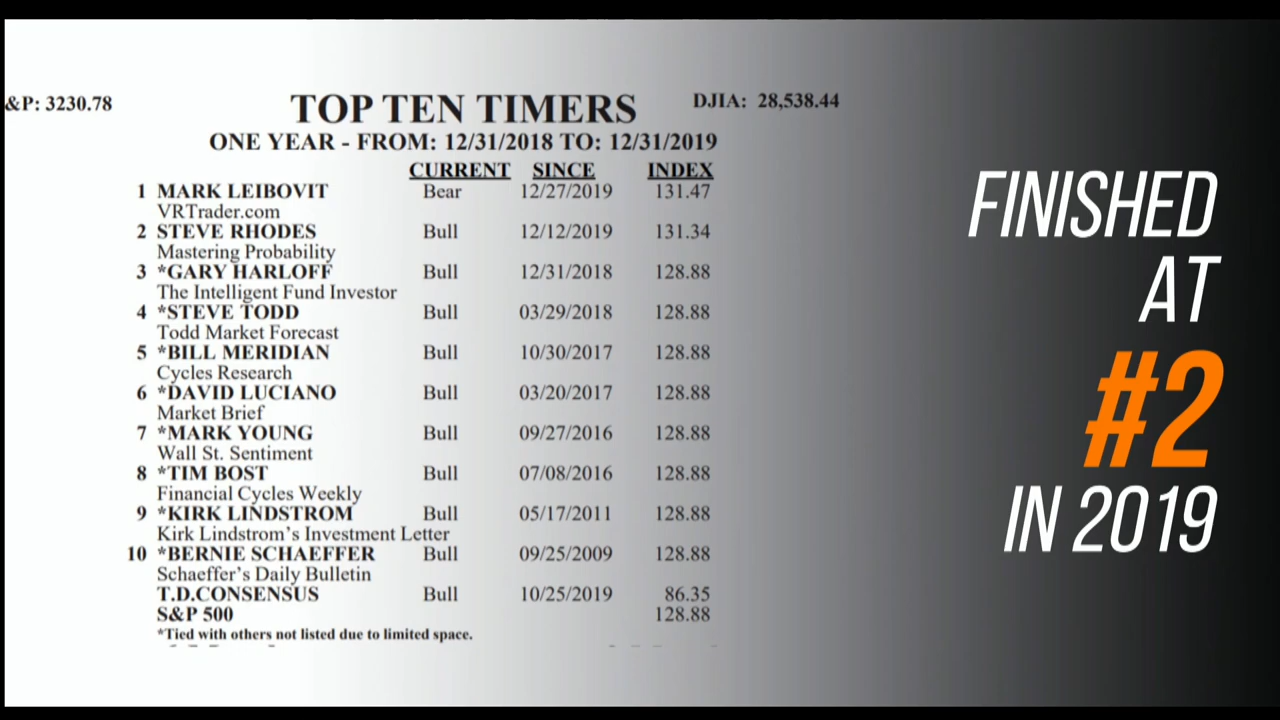 &P: 3230.78
TOP TEN TIMERS
DJIA: 28,538.44
ONE YEAR - FROM: 12/31/2018 TO: 12/31/2019
CURRENT SINCE INDEX
1 MARK LEIBOVIT Bear 12/27/2019 131.47
VRTrader.com
2 STEVE RHODES Bull 12/12/2019 131.34
Mastering Probability
3 *GARY HARLOFF Bull 12/31/2018 128.88
The Intelligent Fund Investor
4 *STEVE TODD Bull 03/29/2018 128.88
Todd Market Forecast
5 *BILL MERIDIAN Bull 10/30/2017 128.88
Cycles Research
6 *DAVID LUCIANO Bull 03/20/2017 128.88
Market Brief
7 *MARK YOUNG Bull 09/27/2016 128.88
Wall St. Sentiment
8 *TIM BOST Bull 07/08/2016 128.88
Financial Cycles Weekly
9 *KIRK LINDSTROM Bull 05/17/2011 128.88
Kirk Lindstrom's Investment Letter
10 *BERNIE SCHAEFFER Bull 09/25/2009 128.88
Schaeffer's Daily Bulletin
T.D.CONSENSUS Bull 10/25/2019 86.35
S&P 500 128.88
*Tied with others not listed due to limited space.
FINISHED
AT
#2
IN 2019